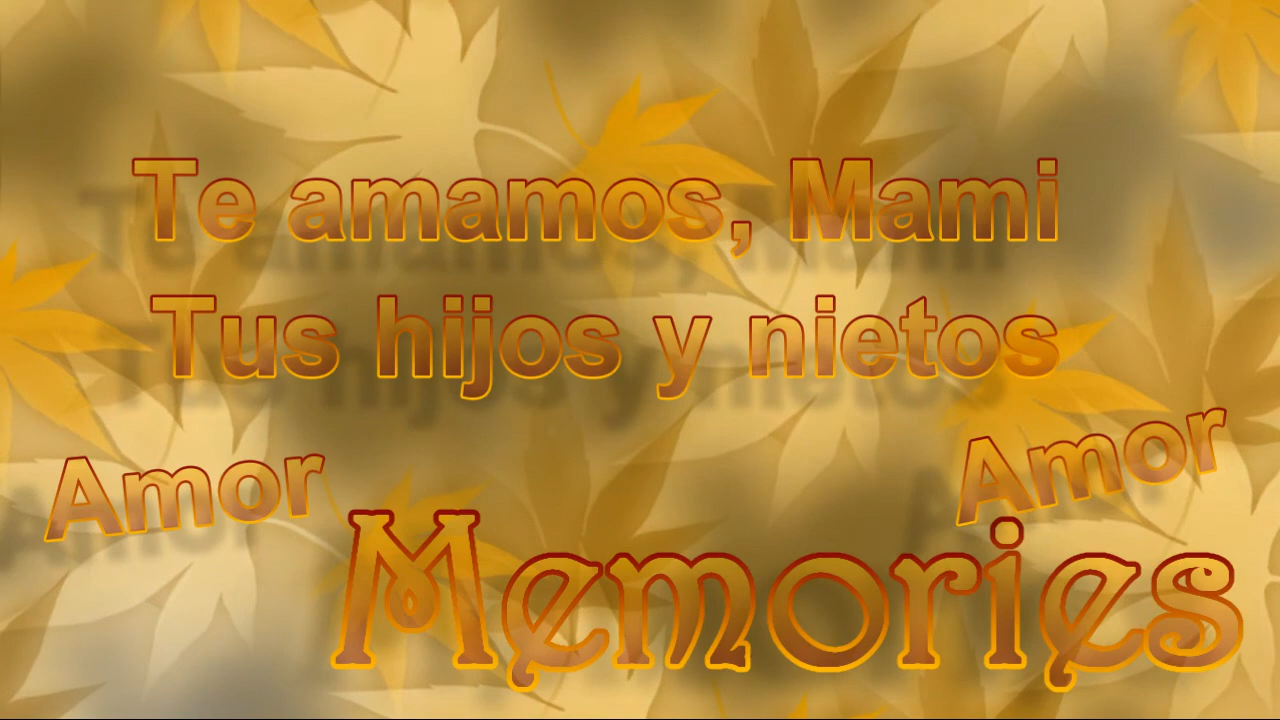 Te amamos, Mami
Tus hijos y nietos
Amor
Amor
Memories